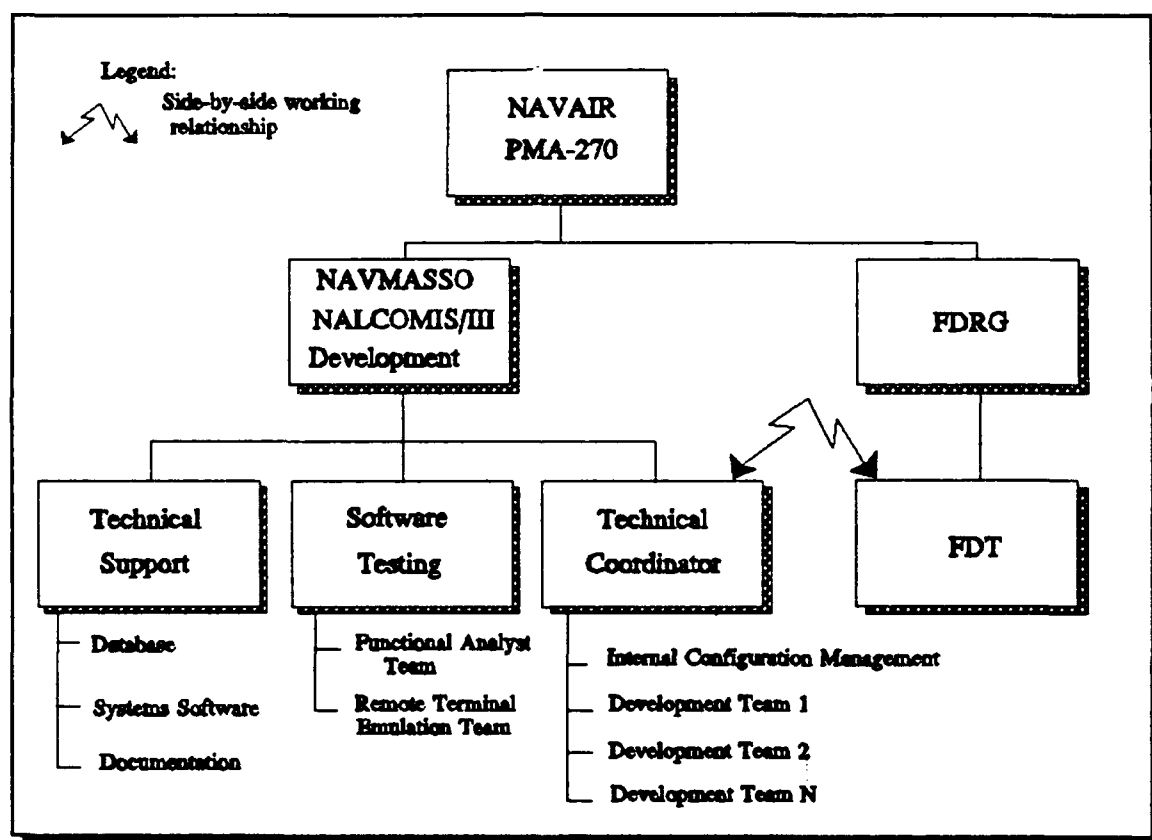 Legend:
Side-by-side working
relationship
NAVAIR
PMA-270
NAVMASSO
NALCOMIS/III
Development
FDRG
Technical
Support
Software
Testing
Technical
Coordinator
FDT
Database
Systems Software
Documentation
Functional Analyst
Team
Remote Terminal
Emulation Team
Internal Configuration Management
Development Team 1
Development Team 2
Development Team N